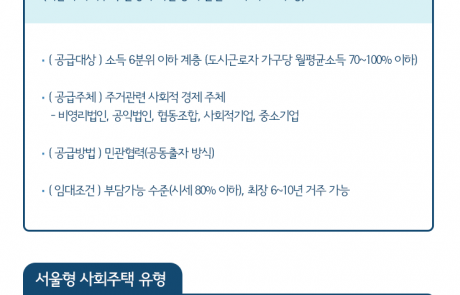 • ( 공급대상 ) 소득 6분위 이하 계층 (도시근로자 가구당 월평균소득 70~100% 이하)
• ( 공급주체 ) 주거관련 사회적 경제 주체
- 비영리법인, 공익법인, 협동조합, 사회적기업, 중소기업
• ( 공급방법 ) 민관협력(공동출자 방식)
• ( 임대조건 ) 부담가능 수준(시세 80% 이하), 최장 6~10년 거주 가능
서울형 사회주택 유형